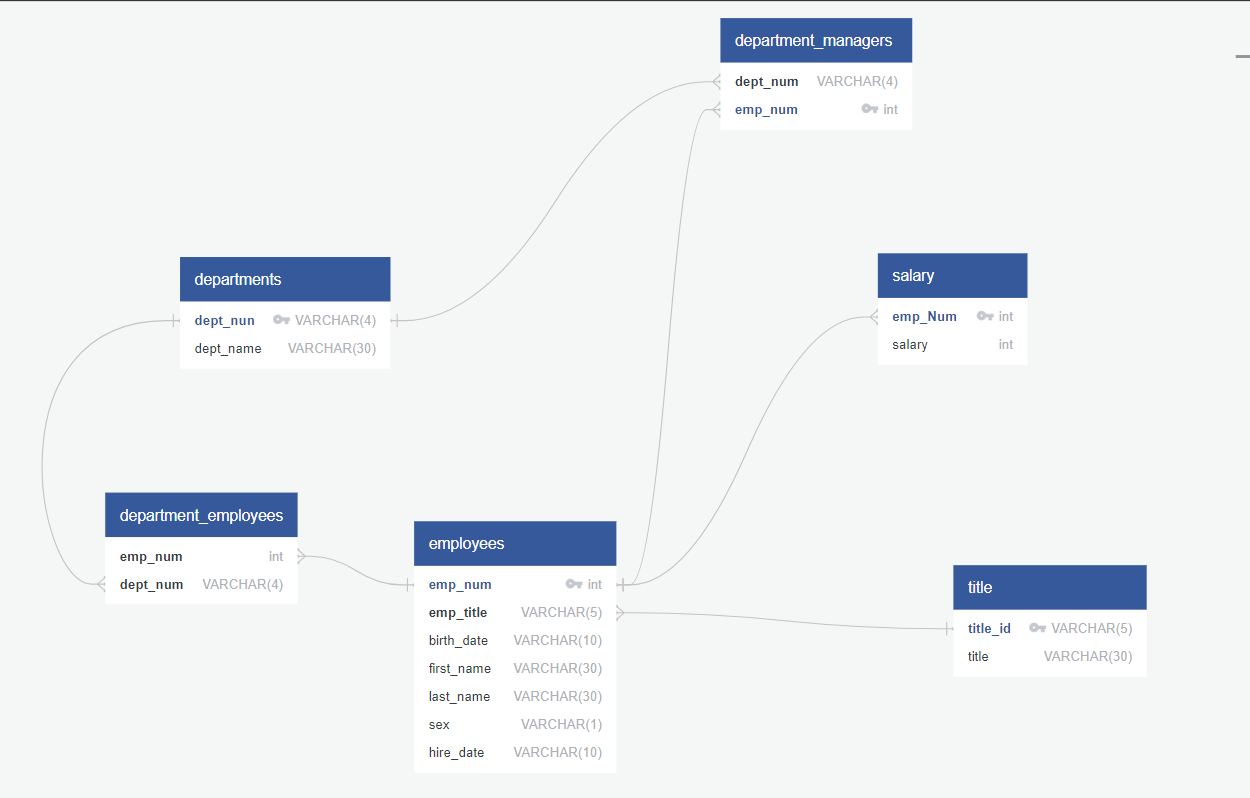 department_managers
dept_num VARCHAR(4)
emp_num int
departments
dept_nun VARCHAR(4)
dept_name VARCHAR(30)
salary
emp_Num int
salary int
department_employees
emp_num int
dept_num VARCHAR(4)
employees
emp_num int
emp_title VARCHAR(5)
birth_date VARCHAR(10)
first_name VARCHAR(30)
last_name VARCHAR(30)
sex VARCHAR(1)
hire_date VARCHAR(10)
title
title_id VARCHAR(5)
title VARCHAR(30)